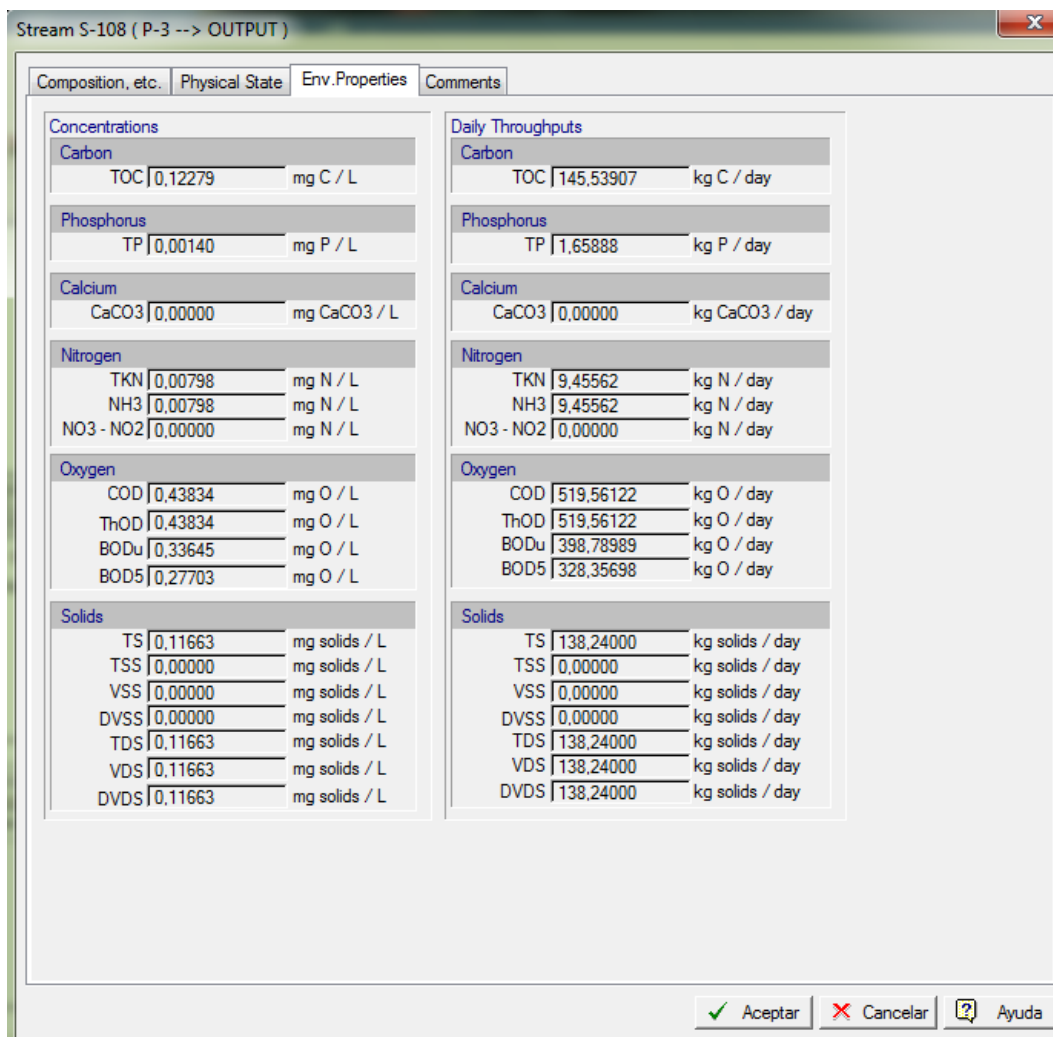 Stream S-108 ( P-3 --> OUTPUT )
Composition, etc. Physical State Env.Properties Comments
Concentrations
Carbon
TOC 0,12279 mg C / L
Phosphorus
TP 0,00140 mg P / L
Calcium
CaCO3 0,00000 mg CaCO3 / L
Nitrogen
TKN 0,00798 mg N / L
NH3 0,00798 mg N / L
NO3 - NO2 0,00000 mg N / L
Oxygen
COD 0,43834 mg O / L
ThOD 0,43834 mg O / L
BODu 0,33645 mg O / L
BOD5 0,27703 mg O / L
Solids
TS 0,11663 mg solids / L
TSS 0,00000 mg solids / L
VSS 0,00000 mg solids / L
DVSS 0,00000 mg solids / L
TDS 0,11663 mg solids / L
VDS 0,11663 mg solids / L
DVDS 0,11663 mg solids / L
Daily Throughputs
Carbon
TOC 145,53907 kg C / day
Phosphorus
TP 1,65888 kg P / day
Calcium
CaCO3 0,00000 kg CaCO3 / day
Nitrogen
TKN 9,45562 kg N / day
NH3 9,45562 kg N / day
NO3 - NO2 0,00000 kg N / day
Oxygen
COD 519,56122 kg O / day
ThOD 519,56122 kg O / day
BODu 398,78989 kg O / day
BOD5 328,35698 kg O / day
Solids
TS 138,24000 kg solids / day
TSS 0,00000 kg solids / day
VSS 0,00000 kg solids / day
DVSS 0,00000 kg solids / day
TDS 138,24000 kg solids / day
VDS 138,24000 kg solids / day
DVDS 138,24000 kg solids / day
Aceptar Cancelar Ayuda